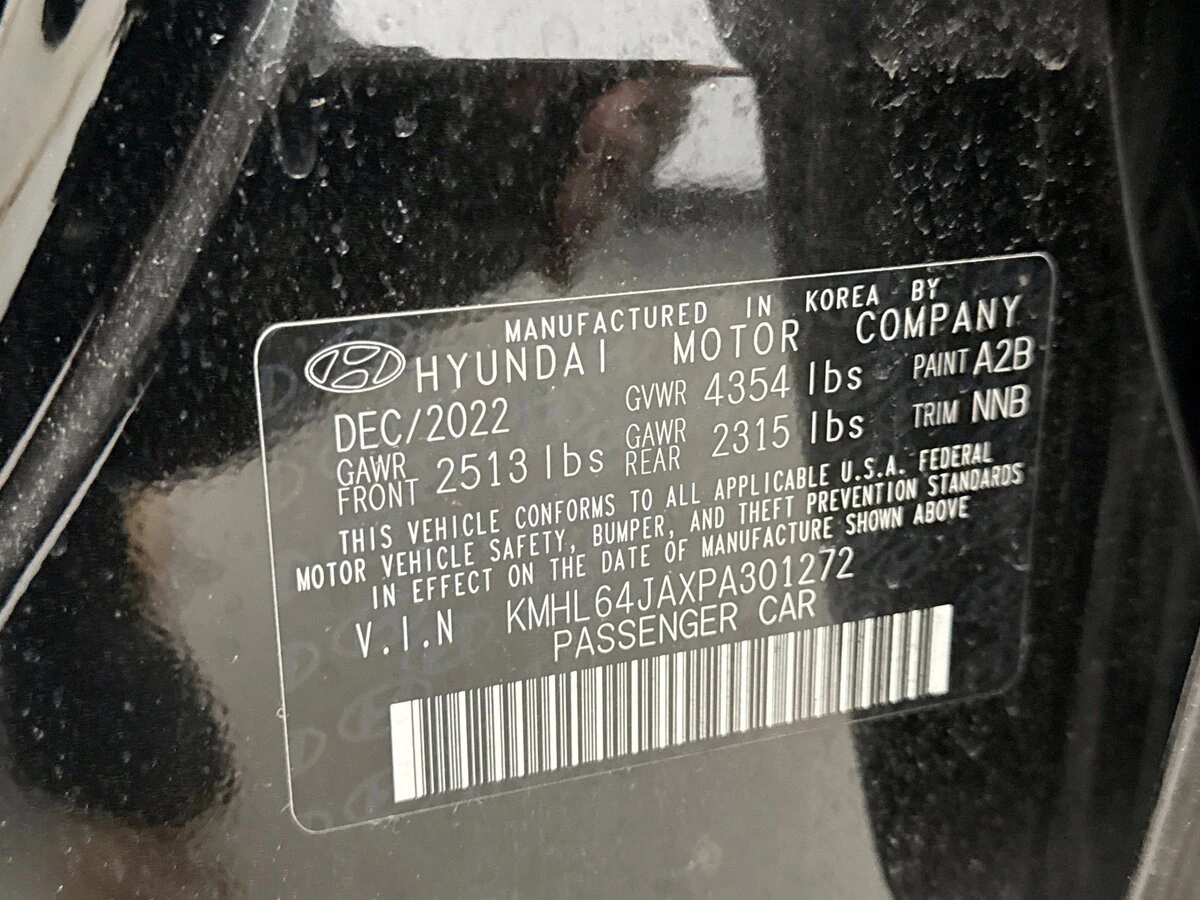 MANUFACTURED IN KOREA BY
HYUNDAI MOTOR COMPANY
DEC/2022 GVWR 4354 lbs PAINT A2B
GAWR FRONT 2513 lbs GAWR REAR 2315 lbs TRIM NNB
THIS VEHICLE CONFORMS TO ALL APPLICABLE U.S.A. FEDERAL
MOTOR VEHICLE SAFETY, BUMPER, AND THEFT PREVENTION STANDARDS
IN EFFECT ON THE DATE OF MANUFACTURE SHOWN ABOVE
V.I.N KMHL64JAXPA301272
PASSENGER CAR